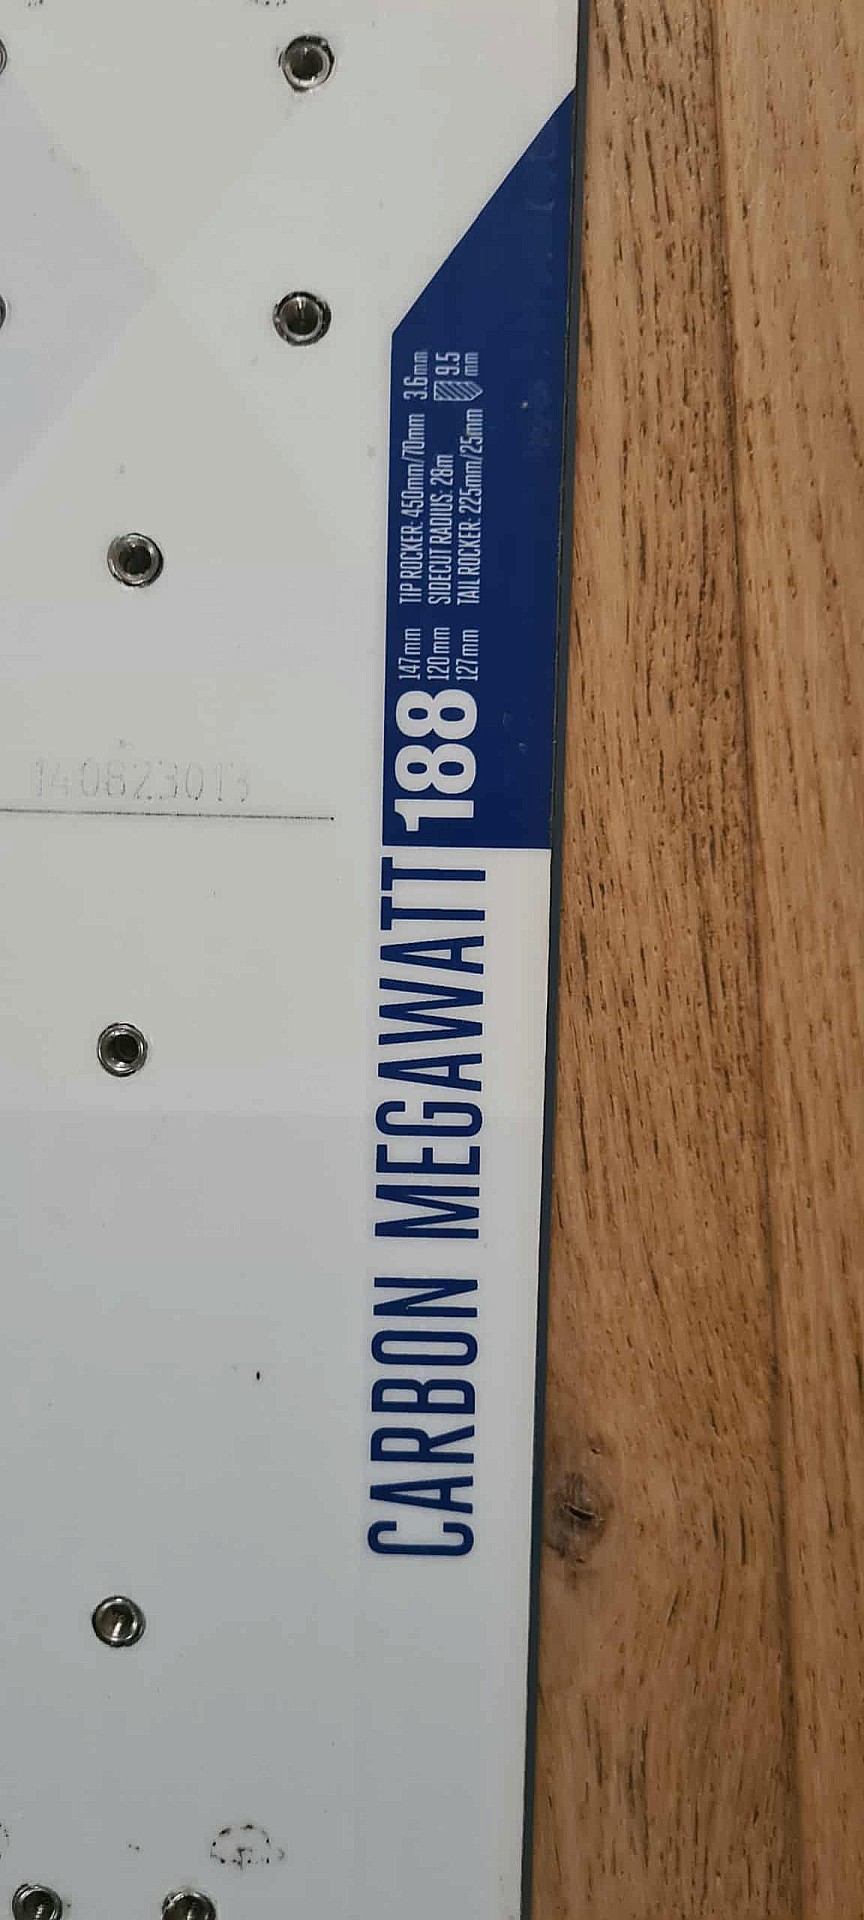 CARBON MEGAWATT 188
147mm TIP ROCKER: 450mm/70mm 3.6mm
120mm SIDECUT RADIUS: 28m 9.5
127mm TAIL ROCKER: 225mm/25mm mm
140823013